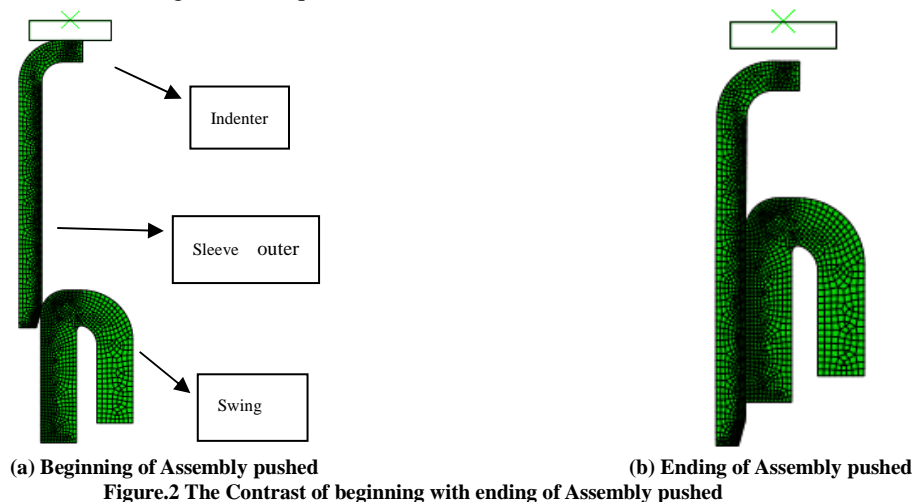 Indenter
Sleeve outer
Swing
(a) Beginning of Assembly pushed
(b) Ending of Assembly pushed
Figure.2 The Contrast of beginning with ending of Assembly pushed